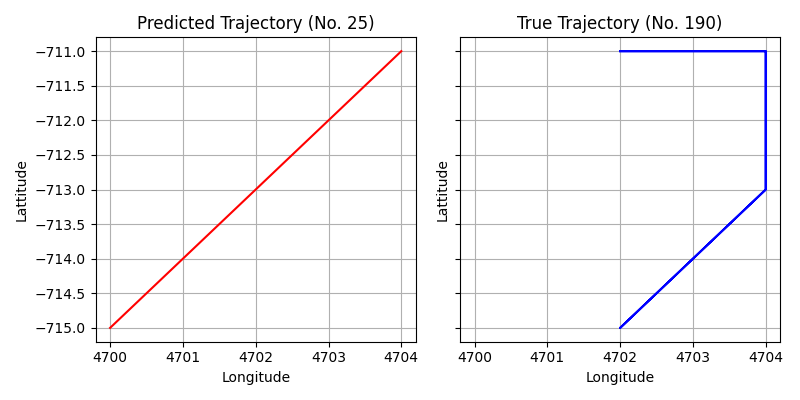 Predicted Trajectory (No. 25)
True Trajectory (No. 190)
Lattitude
−711.0
−711.5
−712.0
−712.5
−713.0
−713.5
−714.0
−714.5
−715.0
4700 4701 4702 4703 4704
Longitude
Lattitude
4700 4701 4702 4703 4704
Longitude